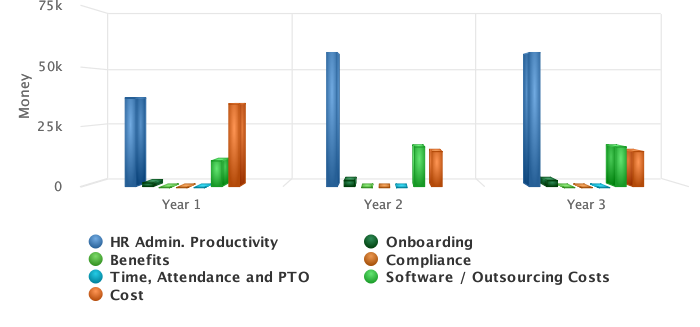 75k
50k
25k
0
Money
Year 1
Year 2
Year 3
HR Admin. Productivity
Onboarding
Benefits
Compliance
Time, Attendance and PTO
Software / Outsourcing Costs
Cost